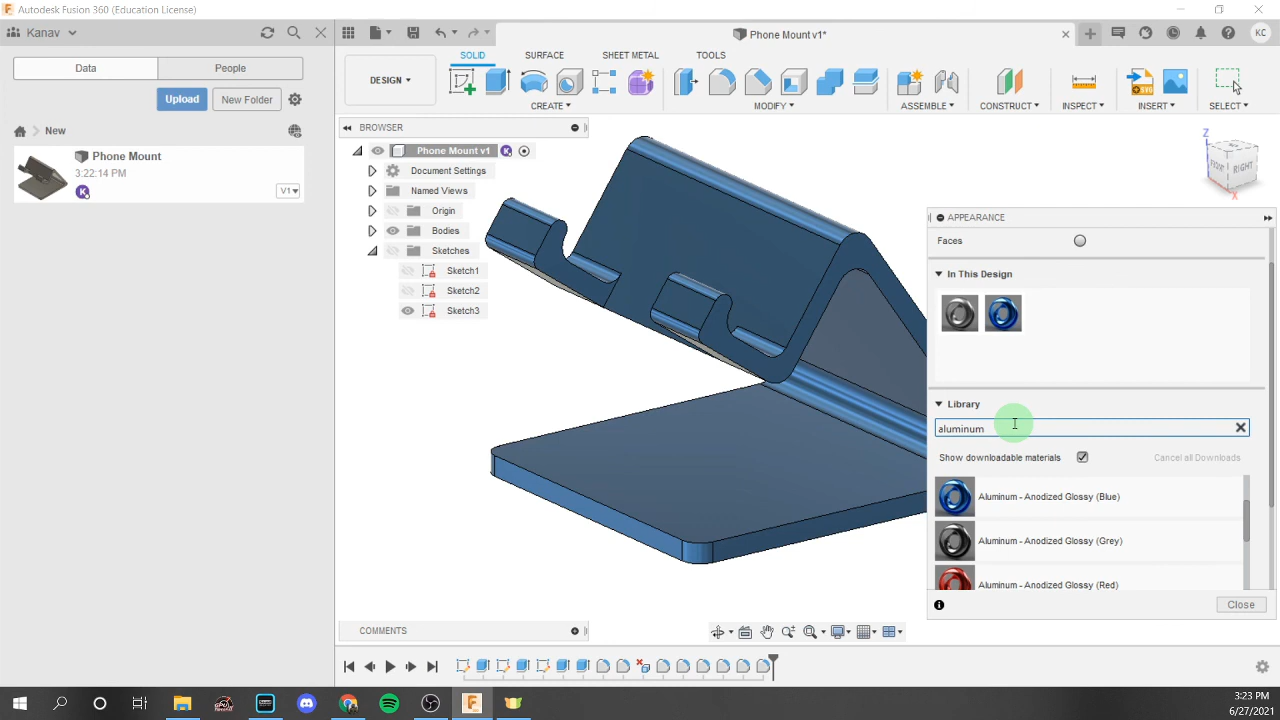 Autodesk Fusion 360 (Education License)
Kanav
Phone Mount v1*
KC
Data
People
Upload
New Folder
New
Phone Mount
3:22:14 PM
K
V1▾
DESIGN ▾
SOLID
SURFACE
SHEET METAL
TOOLS
CREATE ▾
MODIFY ▾
ASSEMBLE ▾
CONSTRUCT ▾
INSPECT ▾
INSERT ▾
SELECT ▾
SVG
BROWSER
Phone Mount v1
K
Document Settings
Named Views
Origin
Bodies
Sketches
Sketch1
Sketch2
Sketch3
Z
FRONT
RIGHT
X
APPEARANCE
Faces
In This Design
Library
aluminum
Show downloadable materials
Cancel all Downloads
Aluminum - Anodized Glossy (Blue)
Aluminum - Anodized Glossy (Grey)
Aluminum - Anodized Glossy (Red)
Close
COMMENTS
3:23 PM
6/27/2021